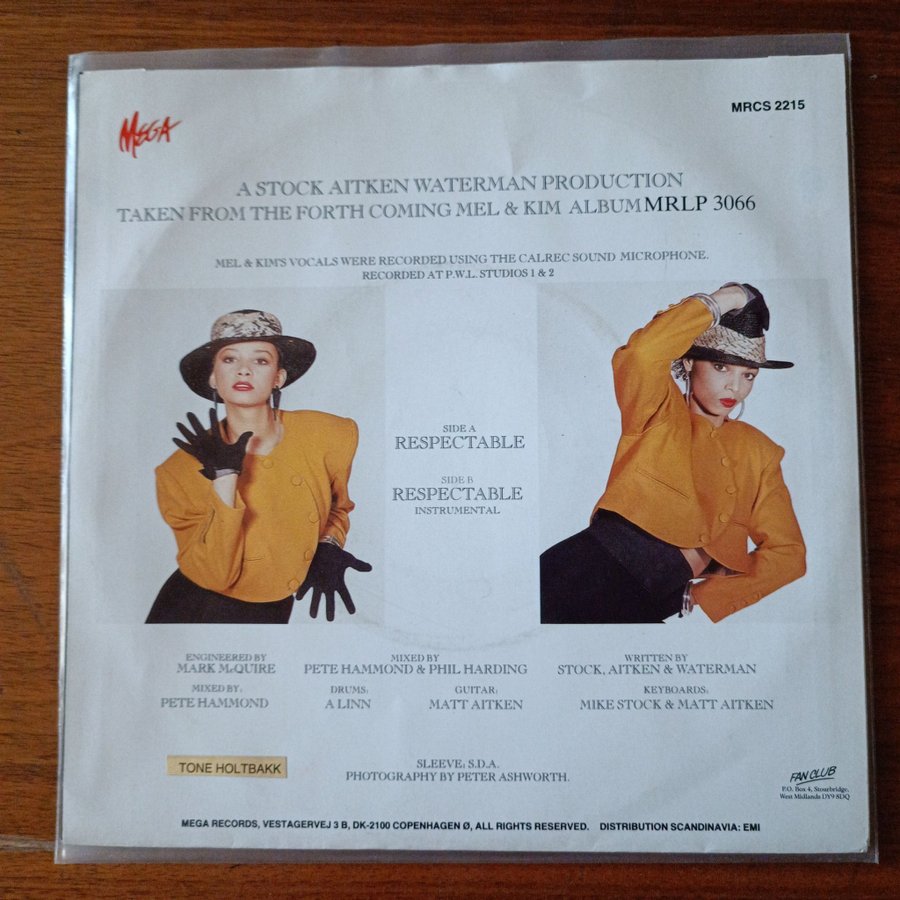 MEGA
MRCS 2215
A STOCK AITKEN WATERMAN PRODUCTION
TAKEN FROM THE FORTH COMING MEL & KIM ALBUM MRLP 3066
MEL & KIM'S VOCALS WERE RECORDED USING THE CALREC SOUND MICROPHONE.
RECORDED AT P.W.L. STUDIOS 1 & 2
SIDE A
RESPECTABLE
SIDE B
RESPECTABLE
INSTRUMENTAL
ENGINEERED BY
MARK McQUIRE
MIXED BY
PETE HAMMOND & PHIL HARDING
WRITTEN BY
STOCK, AITKEN & WATERMAN
MIXED BY:
PETE HAMMOND
DRUMS:
A LINN
GUITAR:
MATT AITKEN
KEYBOARDS:
MIKE STOCK & MATT AITKEN
TONE HOLTBAKK
SLEEVE: S.D.A.
PHOTOGRAPHY BY PETER ASHWORTH.
FAN CLUB
P.O. Box 4, Stourbridge,
West Midlands DY9 8DQ
MEGA RECORDS, VESTAGERVEJ 3 B, DK-2100 COPENHAGEN Ø, ALL RIGHTS RESERVED. DISTRIBUTION SCANDINAVIA: EMI